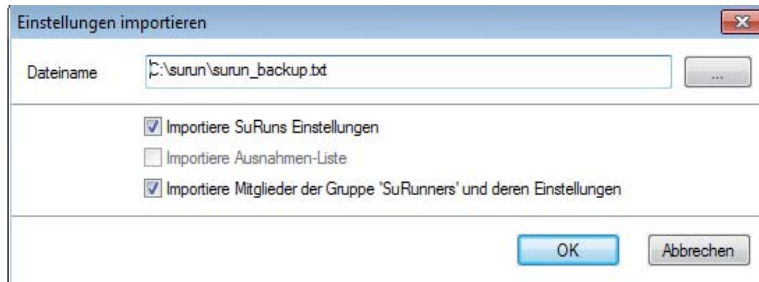 Einstellungen importieren
Dateiname C:\surun\surun_backup.txt ...
Importiere SuRuns Einstellungen
Importiere Ausnahmen-Liste
Importiere Mitglieder der Gruppe 'SuRunners' und deren Einstellungen
OK Abbrechen